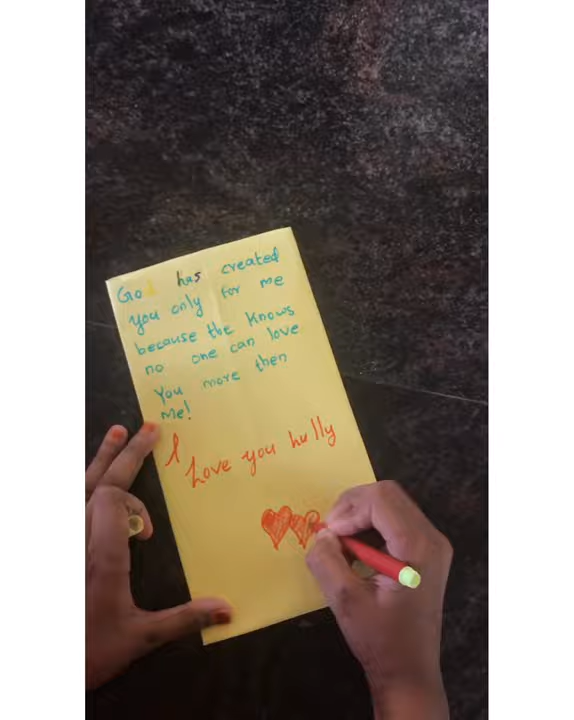 God has created
you only for me
because the knows
no one can love
You more then
Me!
I
Love you hully